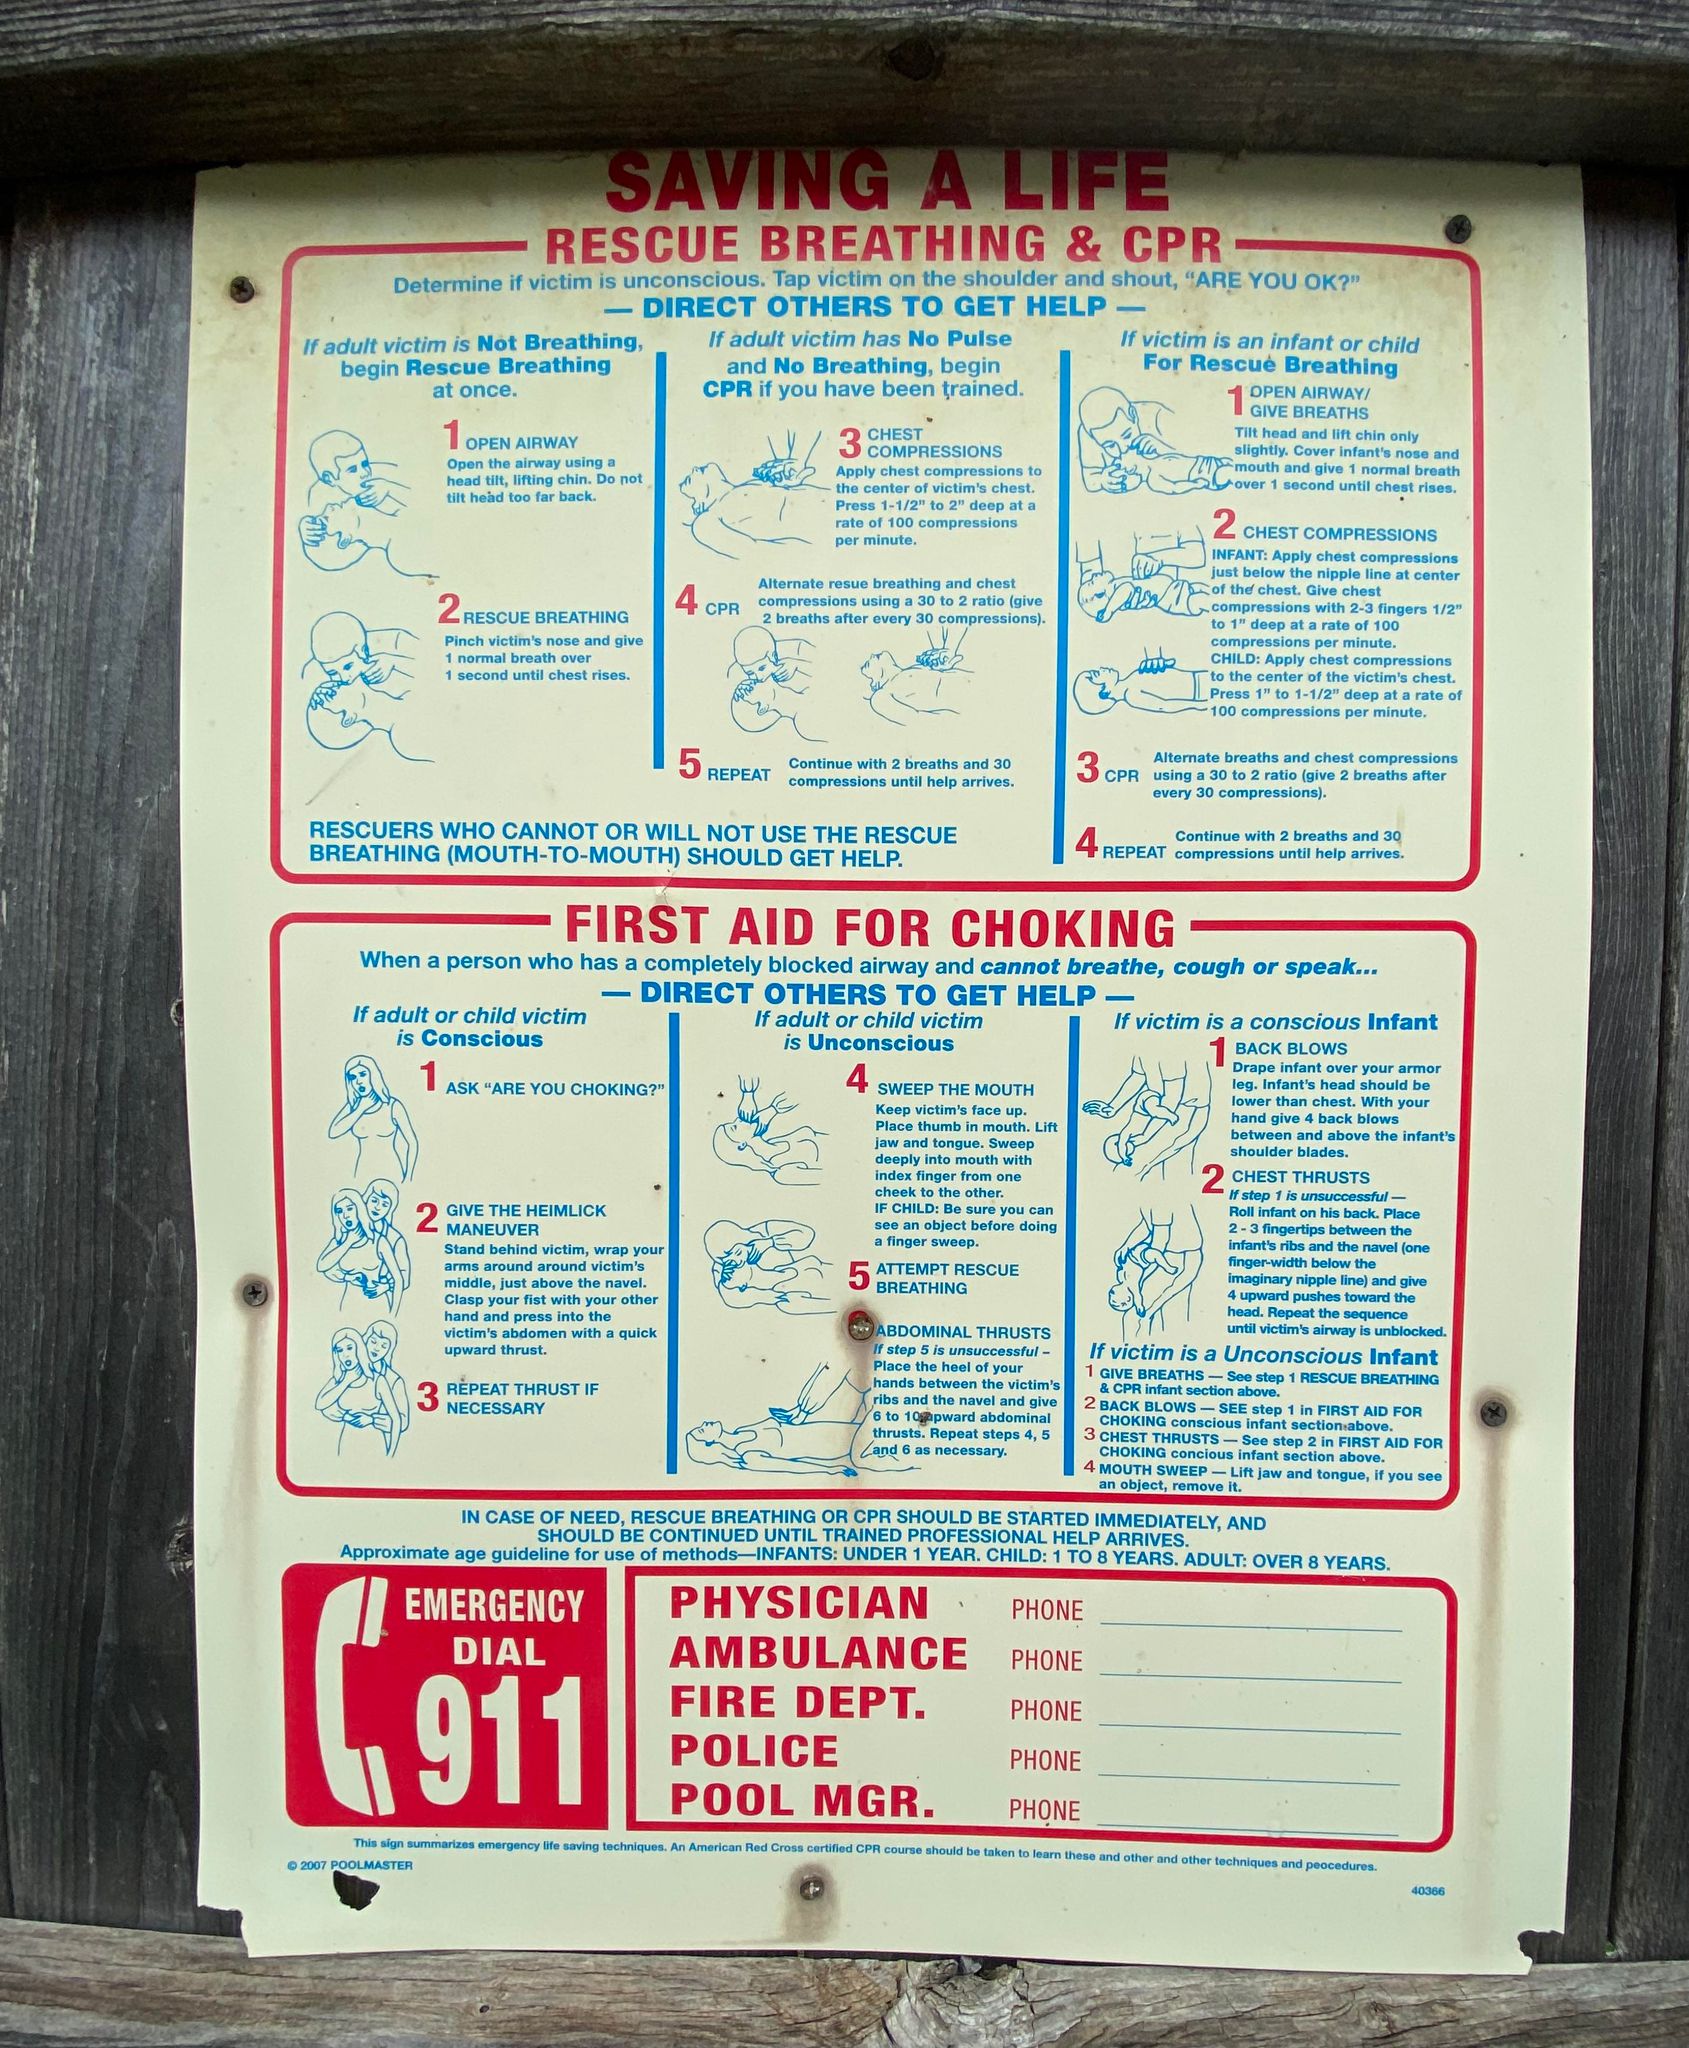 SAVING A LIFE
RESCUE BREATHING & CPR
Determine if victim is unconscious. Tap victim on the shoulder and shout, “ARE YOU OK?”
— DIRECT OTHERS TO GET HELP —
If adult victim is Not Breathing,
begin Rescue Breathing
at once.
1 OPEN AIRWAY
Open the airway using a
head tilt, lifting chin. Do not
tilt head too far back.
2 RESCUE BREATHING
Pinch victim's nose and give
1 normal breath over
1 second until chest rises.
If adult victim has No Pulse
and No Breathing, begin
CPR if you have been trained.
3 CHEST
COMPRESSIONS
Apply chest compressions to
the center of victim's chest.
Press 1-1/2” to 2” deep at a
rate of 100 compressions
per minute.
4 CPR
Alternate resue breathing and chest
compressions using a 30 to 2 ratio (give
2 breaths after every 30 compressions).
5 REPEAT
Continue with 2 breaths and 30
compressions until help arrives.
RESCUERS WHO CANNOT OR WILL NOT USE THE RESCUE
BREATHING (MOUTH-TO-MOUTH) SHOULD GET HELP.
If victim is an infant or child
For Rescue Breathing
1 OPEN AIRWAY/
GIVE BREATHS
Tilt head and lift chin only
slightly. Cover infant's nose and
mouth and give 1 normal breath
over 1 second until chest rises.
2 CHEST COMPRESSIONS
INFANT: Apply chest compressions
just below the nipple line at center
of the chest. Give chest
compressions with 2-3 fingers 1/2”
to 1” deep at a rate of 100
compressions per minute.
CHILD: Apply chest compressions
to the center of the victim's chest.
Press 1” to 1-1/2” deep at a rate of
100 compressions per minute.
3 CPR
Alternate breaths and chest compressions
using a 30 to 2 ratio (give 2 breaths after
every 30 compressions).
4 REPEAT
Continue with 2 breaths and 30
compressions until help arrives.
FIRST AID FOR CHOKING
When a person who has a completely blocked airway and cannot breathe, cough or speak...
— DIRECT OTHERS TO GET HELP —
If adult or child victim
is Conscious
1 ASK “ARE YOU CHOKING?”
2 GIVE THE HEIMLICK
MANEUVER
Stand behind victim, wrap your
arms around around victim's
middle, just above the navel.
Clasp your fist with your other
hand and press into the
victim's abdomen with a quick
upward thrust.
3 REPEAT THRUST IF
NECESSARY
If adult or child victim
is Unconscious
4 SWEEP THE MOUTH
Keep victim's face up.
Place thumb in mouth. Lift
jaw and tongue. Sweep
deeply into mouth with
index finger from one
cheek to the other.
IF CHILD: Be sure you can
see an object before doing
a finger sweep.
5 ATTEMPT RESCUE
BREATHING
ABDOMINAL THRUSTS
If step 5 is unsuccessful –
Place the heel of your
hands between the victim's
ribs and the navel and give
6 to 10 upward abdominal
thrusts. Repeat steps 4, 5
and 6 as necessary.
If victim is a conscious Infant
1 BACK BLOWS
Drape infant over your armor
leg. Infant's head should be
lower than chest. With your
hand give 4 back blows
between and above the infant's
shoulder blades.
2 CHEST THRUSTS
If step 1 is unsuccessful —
Roll infant on his back. Place
2 - 3 fingertips between the
infant's ribs and the navel (one
finger-width below the
imaginary nipple line) and give
4 upward pushes toward the
head. Repeat the sequence
until victim's airway is unblocked.
If victim is a Unconscious Infant
1 GIVE BREATHS — See step 1 RESCUE BREATHING
& CPR infant section above.
2 BACK BLOWS — SEE step 1 in FIRST AID FOR
CHOKING conscious infant section above.
3 CHEST THRUSTS — See step 2 in FIRST AID FOR
CHOKING concious infant section above.
4 MOUTH SWEEP — Lift jaw and tongue, if you see
an object, remove it.
IN CASE OF NEED, RESCUE BREATHING OR CPR SHOULD BE STARTED IMMEDIATELY, AND
SHOULD BE CONTINUED UNTIL TRAINED PROFESSIONAL HELP ARRIVES.
Approximate age guideline for use of methods—INFANTS: UNDER 1 YEAR. CHILD: 1 TO 8 YEARS. ADULT: OVER 8 YEARS.
EMERGENCY
DIAL
911
PHYSICIAN PHONE
AMBULANCE PHONE
FIRE DEPT. PHONE
POLICE PHONE
POOL MGR. PHONE
This sign summarizes emergency life saving techniques. An American Red Cross certified CPR course should be taken to learn these and other and other techniques and peocedures.
© 2007 POOLMASTER
40366